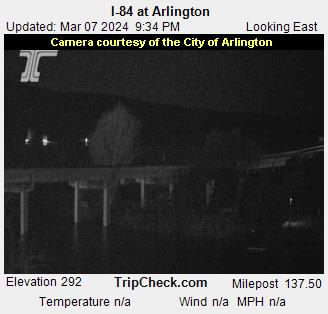 I-84 at Arlington
Updated: Mar 07 2024 9:34 PM Looking East
Camera courtesy of the City of Arlington
Elevation 292 TripCheck.com Milepost 137.50
Temperature n/a Wind n/a MPH n/a